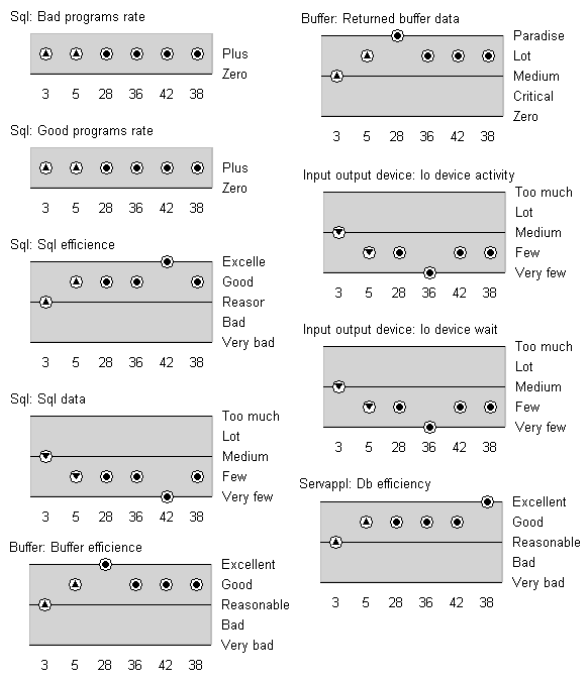 Sql: Bad programs rate
Plus
Zero
3 5 28 36 42 38
Sql: Good programs rate
Plus
Zero
3 5 28 36 42 38
Sql: Sql efficience
Excelle
Good
Reasor
Bad
Very bad
3 5 28 36 42 38
Sql: Sql data
Too much
Lot
Medium
Few
Very few
3 5 28 36 42 38
Buffer: Buffer efficience
Excellent
Good
Reasonable
Bad
Very bad
3 5 28 36 42 38
Buffer: Returned buffer data
Paradise
Lot
Medium
Critical
Zero
3 5 28 36 42 38
Input output device: Io device activity
Too much
Lot
Medium
Few
Very few
3 5 28 36 42 38
Input output device: Io device wait
Too much
Lot
Medium
Few
Very few
3 5 28 36 42 38
Servappl: Db efficiency
Excellent
Good
Reasonable
Bad
Very bad
3 5 28 36 42 38